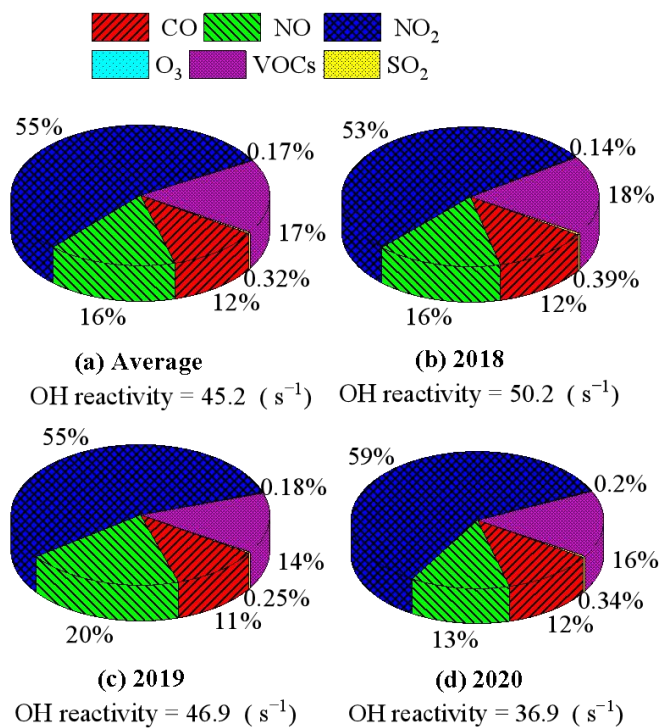 CO NO NO₂
O₃ VOCs SO₂
55% 53%
0.17% 0.14%
17% 18%
0.32% 0.39%
16% 12% 16% 12%
(a) Average (b) 2018
OH reactivity = 45.2 ( s⁻¹) OH reactivity = 50.2 ( s⁻¹)
55% 59%
0.18% 0.2%
14% 16%
0.25% 0.34%
20% 11% 13% 12%
(c) 2019 (d) 2020
OH reactivity = 46.9 ( s⁻¹) OH reactivity = 36.9 ( s⁻¹)